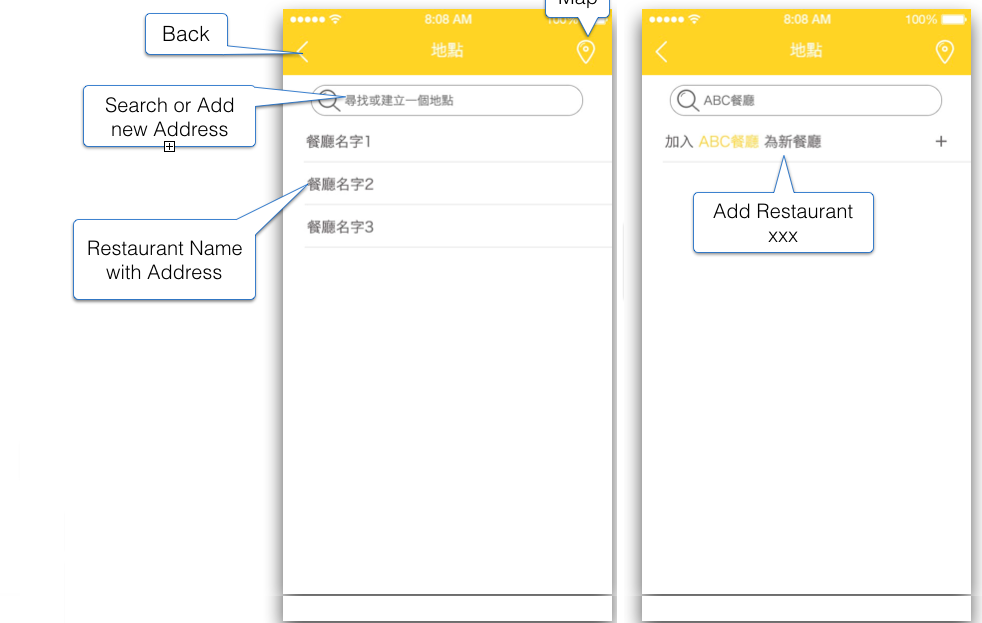 Map
Back
8:08 AM
100%
地點
Search or Add
new Address
尋找或建立一個地點
餐廳名字1
餐廳名字2
餐廳名字3
Restaurant Name
with Address
8:08 AM
100%
地點
ABC餐廳
加入 ABC餐廳 為新餐廳 +
Add Restaurant
xxx